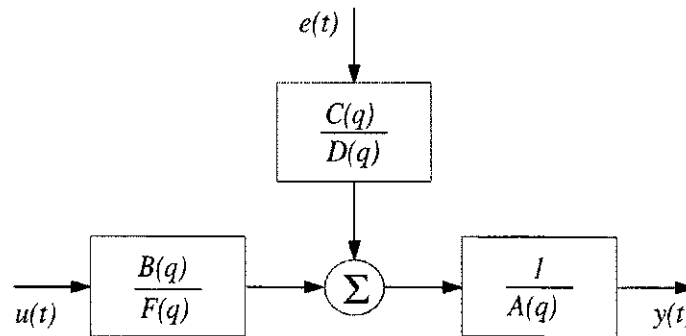 e(t)
C(q)
D(q)
B(q)
F(q)
Σ
1
A(q)
u(t)
y(t